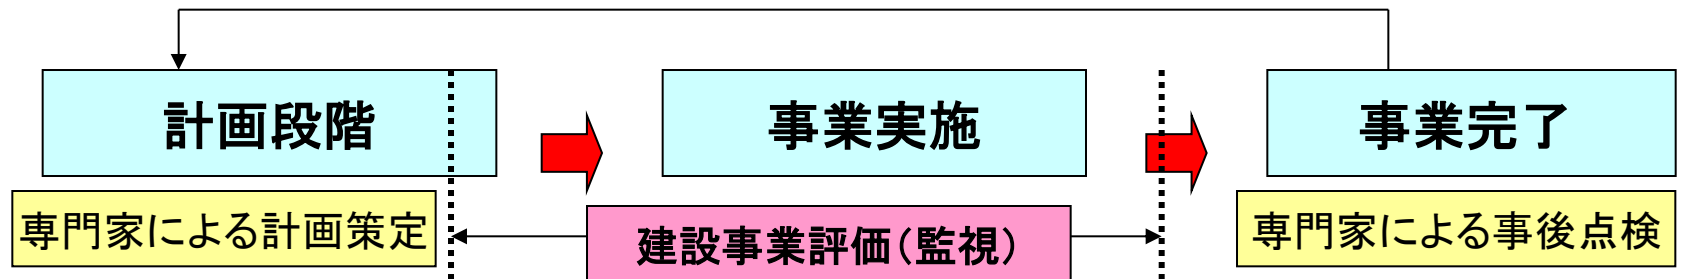 計画段階
事業実施
事業完了
専門家による計画策定
建設事業評価(監視)
専門家による事後点検